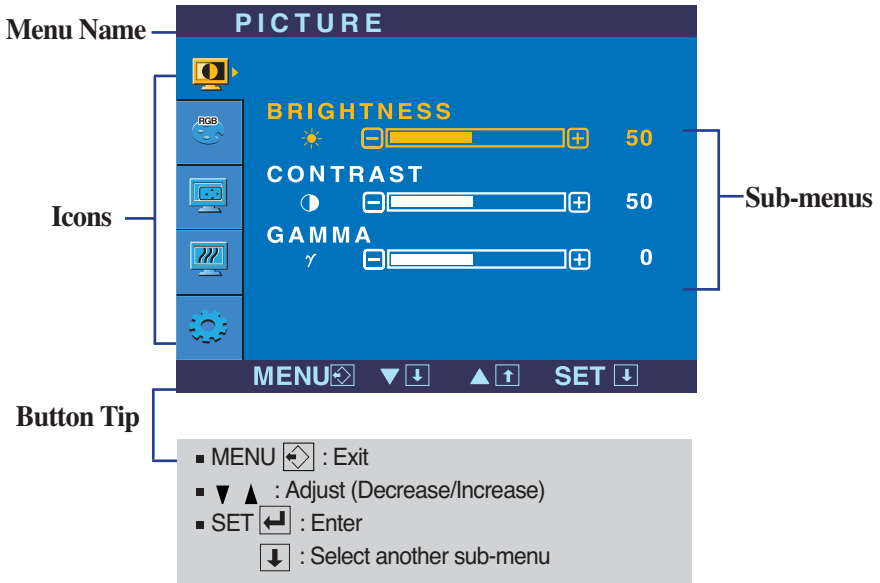 Menu Name
PICTURE
RGB
Icons
BRIGHTNESS
50
CONTRAST
50
GAMMA
γ
0
Sub-menus
MENU ▼ ↓ ▲ ↑ SET ↓
Button Tip
▪ MENU : Exit
▪ ▼ ▲ : Adjust (Decrease/Increase)
▪ SET ↵ : Enter
↓ : Select another sub-menu